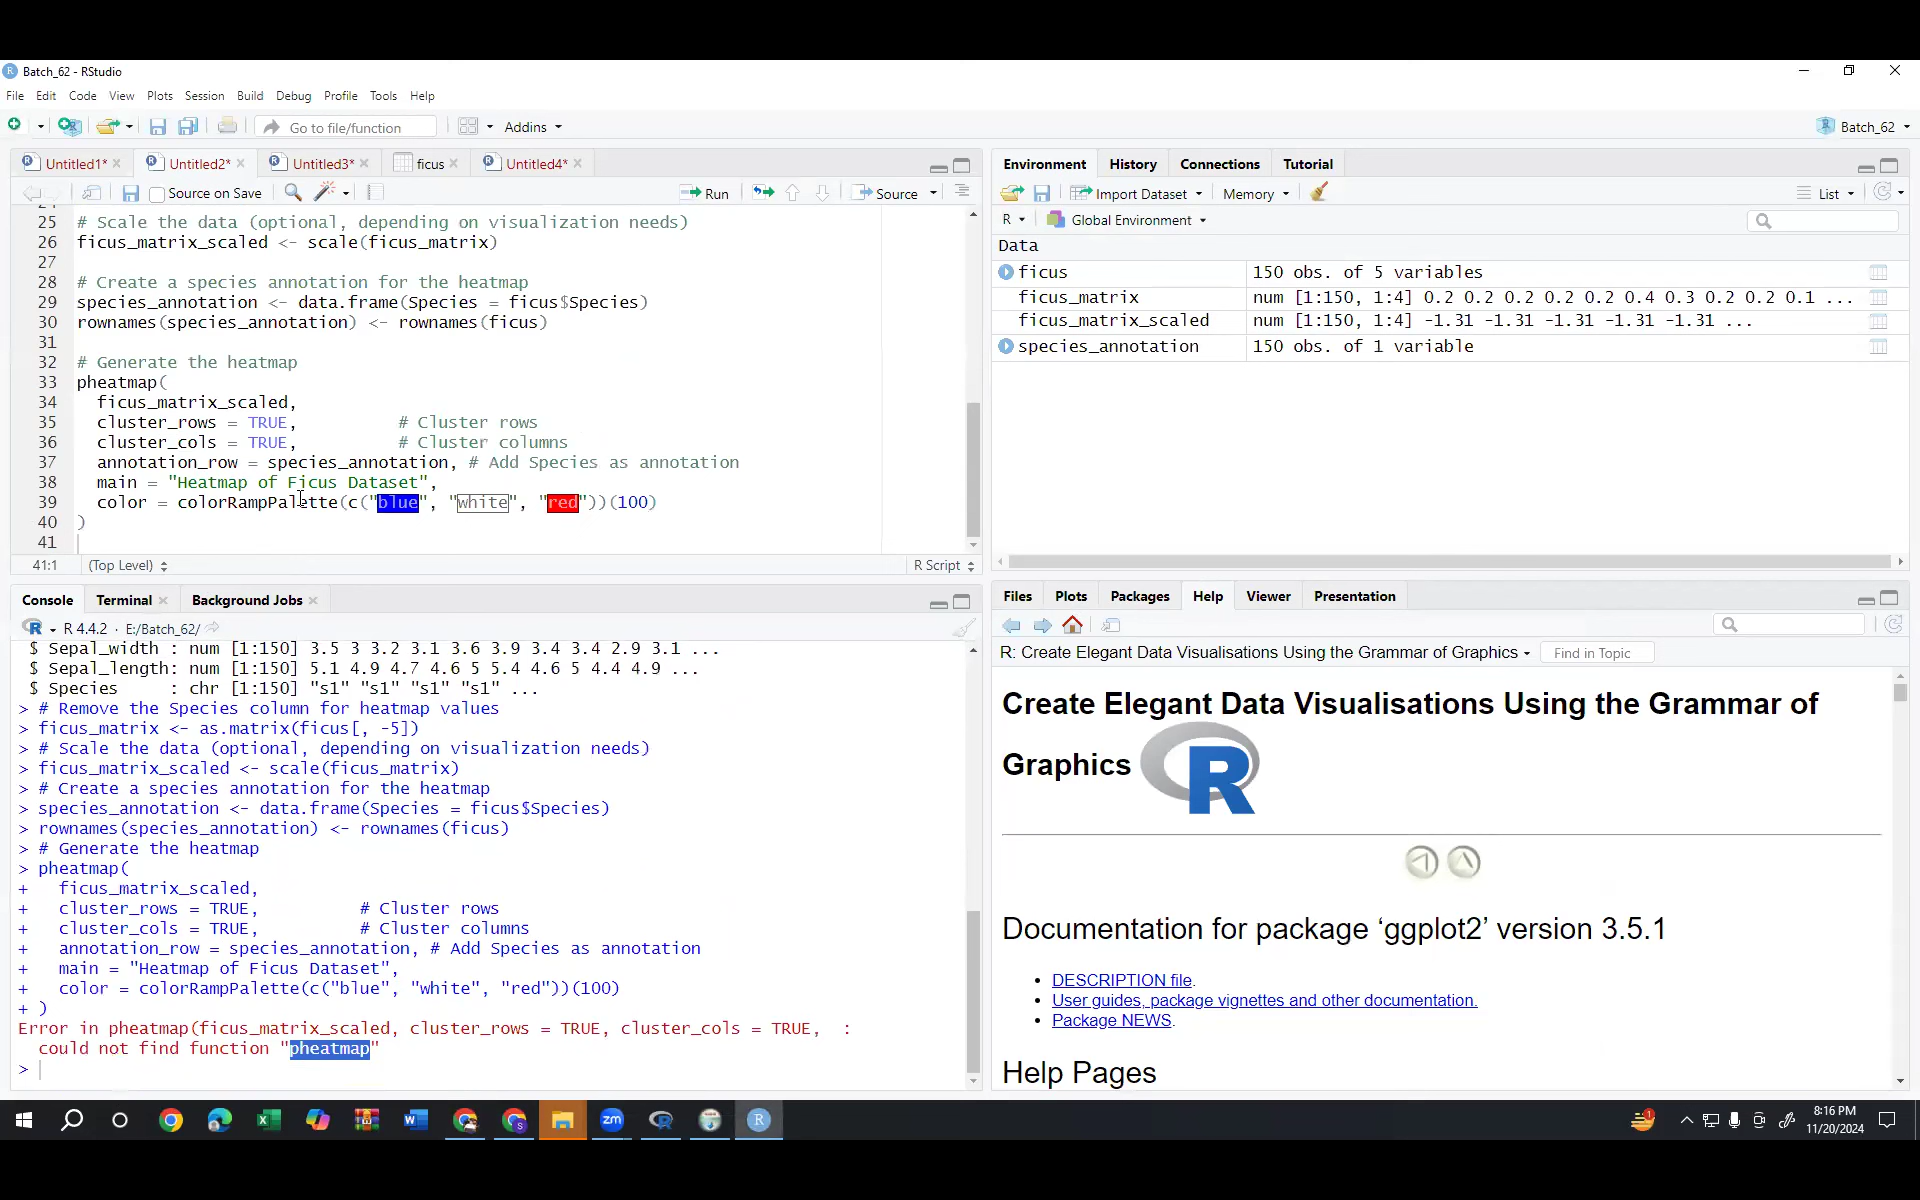 Batch_62 - RStudio
File Edit Code View Plots Session Build Debug Profile Tools Help
Go to file/function Addins Batch_62
Untitled1* Untitled2* Untitled3* ficus Untitled4*
Source on Save Run Source
25 # Scale the data (optional, depending on visualization needs)
26 ficus_matrix_scaled <- scale(ficus_matrix)
27
28 # Create a species annotation for the heatmap
29 species_annotation <- data.frame(Species = ficus$Species)
30 rownames(species_annotation) <- rownames(ficus)
31
32 # Generate the heatmap
33 pheatmap(
34 ficus_matrix_scaled,
35 cluster_rows = TRUE, # Cluster rows
36 cluster_cols = TRUE, # Cluster columns
37 annotation_row = species_annotation, # Add Species as annotation
38 main = "Heatmap of Ficus Dataset",
39 color = colorRampPalette(c("blue", "white", "red"))(100)
40 )
41
41:1 (Top Level) R Script
Console Terminal Background Jobs
R 4.4.2 · E:/Batch_62/
$ Sepal_width : num [1:150] 3.5 3 3.2 3.1 3.6 3.9 3.4 3.4 2.9 3.1 ...
$ Sepal_length: num [1:150] 5.1 4.9 4.7 4.6 5 5.4 4.6 5 4.4 4.9 ...
$ Species : chr [1:150] "s1" "s1" "s1" "s1" ...
> # Remove the Species column for heatmap values
> ficus_matrix <- as.matrix(ficus[, -5])
> # Scale the data (optional, depending on visualization needs)
> ficus_matrix_scaled <- scale(ficus_matrix)
> # Create a species annotation for the heatmap
> species_annotation <- data.frame(Species = ficus$Species)
> rownames(species_annotation) <- rownames(ficus)
> # Generate the heatmap
> pheatmap(
+ ficus_matrix_scaled,
+ cluster_rows = TRUE, # Cluster rows
+ cluster_cols = TRUE, # Cluster columns
+ annotation_row = species_annotation, # Add Species as annotation
+ main = "Heatmap of Ficus Dataset",
+ color = colorRampPalette(c("blue", "white", "red"))(100)
+ )
Error in pheatmap(ficus_matrix_scaled, cluster_rows = TRUE, cluster_cols = TRUE, :
could not find function "pheatmap"
>
Environment History Connections Tutorial
Import Dataset Memory List
R Global Environment
Data
ficus 150 obs. of 5 variables
ficus_matrix num [1:150, 1:4] 0.2 0.2 0.2 0.2 0.2 0.4 0.3 0.2 0.2 0.1 ...
ficus_matrix_scaled num [1:150, 1:4] -1.31 -1.31 -1.31 -1.31 -1.31 ...
species_annotation 150 obs. of 1 variable
Files Plots Packages Help Viewer Presentation
R: Create Elegant Data Visualisations Using the Grammar of Graphics Find in Topic
Create Elegant Data Visualisations Using the Grammar of
Graphics R
Documentation for package ‘ggplot2’ version 3.5.1
• DESCRIPTION file.
• User guides, package vignettes and other documentation.
• Package NEWS.
Help Pages
8:16 PM
11/20/2024